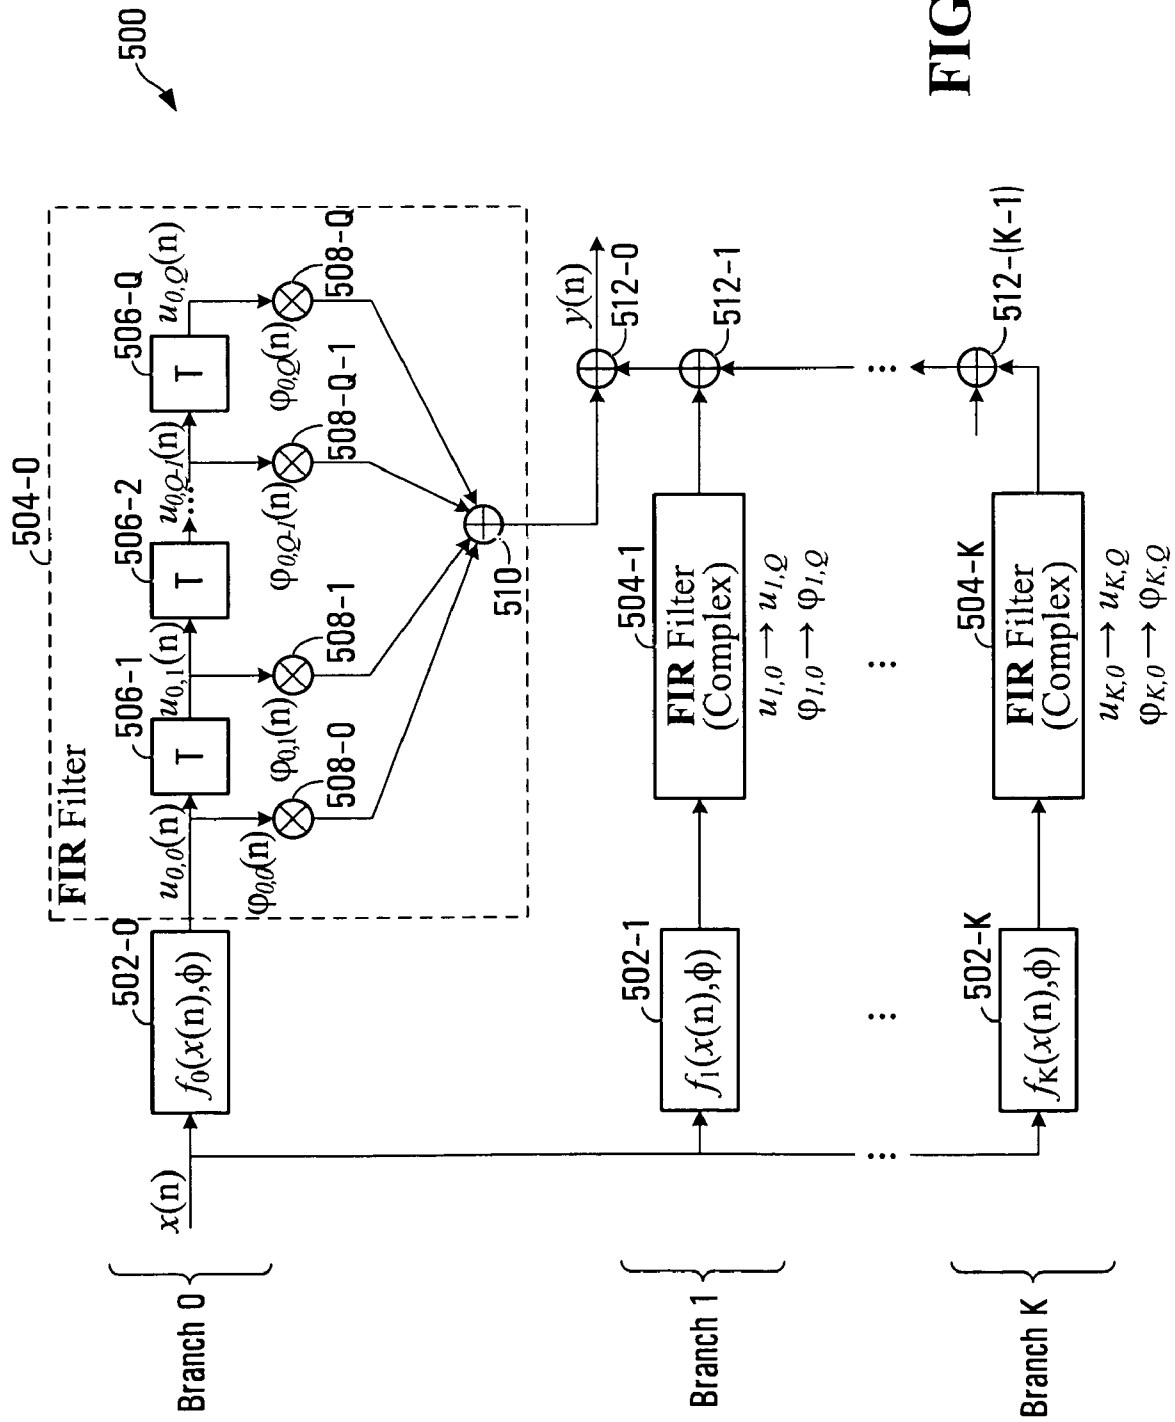 500
504-0
FIR Filter
506-1
506-2
506-Q
502-0
u0,0(n)
u0,1(n)
u0,Q-1(n)
u0,Q(n)
x(n)
f0(x(n),ϕ)
T
T
...
T
φ0,0(n)
508-0
φ0,1(n)
508-1
φ0,Q-1(n)
508-Q-1
φ0,Q(n)
508-Q
510
Branch 0
y(n)
512-0
502-1
504-1
512-1
Branch 1
f1(x(n),ϕ)
FIR Filter
(Complex)
u1,0→u1,Q
φ1,0→φ1,Q
...
...
...
...
502-K
504-K
512-(K-1)
Branch K
fK(x(n),ϕ)
FIR Filter
(Complex)
uK,0→uK,Q
φK,0→φK,Q
FIG